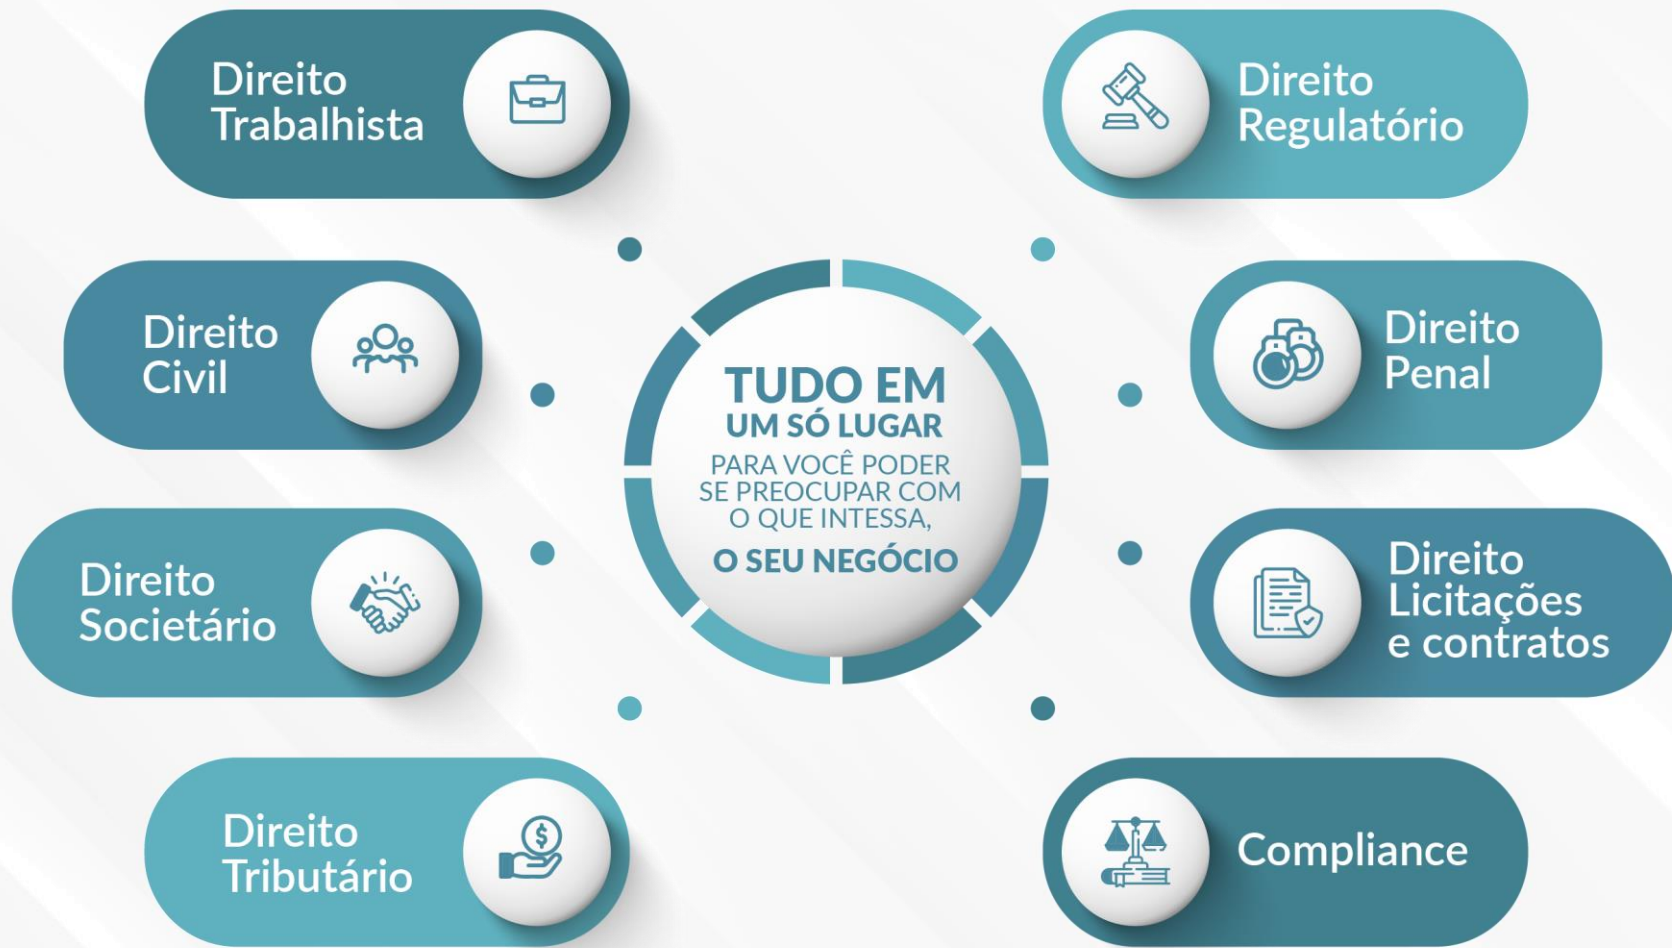 Direito
Trabalhista
Direito
Civil
Direito
Societário
Direito
Tributário
TUDO EM
UM SÓ LUGAR
PARA VOCÊ PODER
SE PREOCUPAR COM
O QUE INTESSA,
O SEU NEGÓCIO
Direito
Regulatório
Direito
Penal
Direito
Licitações
e contratos
Compliance